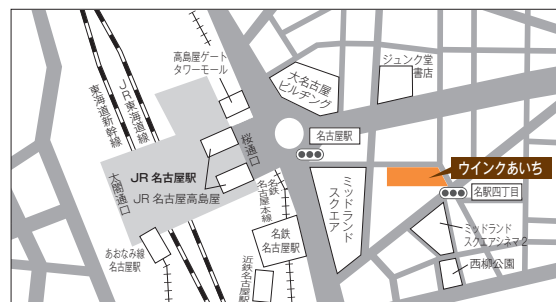 高島屋ゲート
タワーモール
大名古屋
ビルヂング
ジュンク堂
書店
JR東海道線
東海道新幹線
名古屋駅
桜通口
ウインクあいち
JR 名古屋駅
JR 名古屋高島屋
太閤通口
名鉄
名古屋本線
ミッドランド
スクエア
名駅四丁目
あおなみ線
名古屋駅
名鉄
名古屋駅
近鉄名古屋駅
ミッドランド
スクエアシネマ2
西柳公園